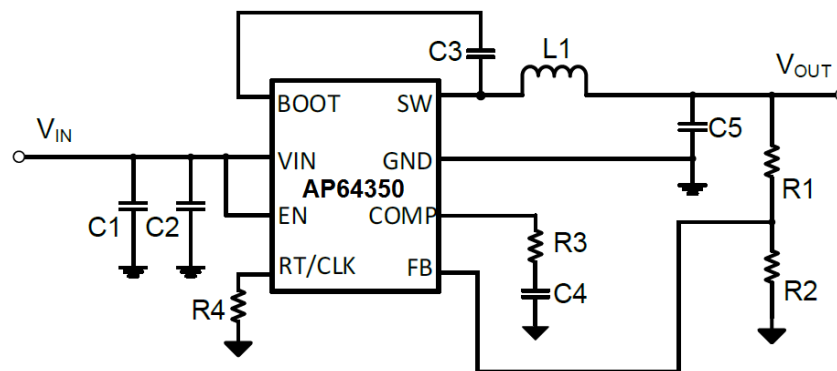 C3
L1
VOUT
BOOT
SW
VIN
VIN
GND
C5
AP64350
R1
C1
C2
EN
COMP
R3
RT/CLK
FB
R2
R4
C4